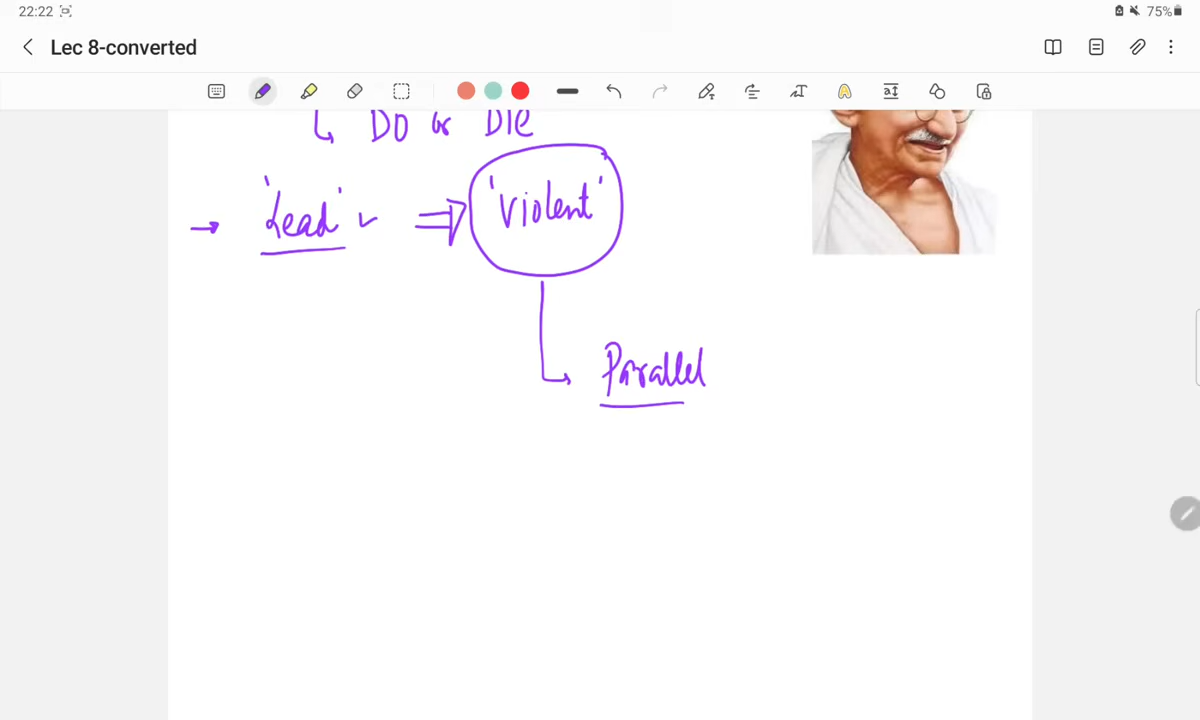 22:22 75%
Lec 8-converted
↳ Do or Die
→ 'Lead' ✓ ⇒ 'Violent'
↳ Parallel